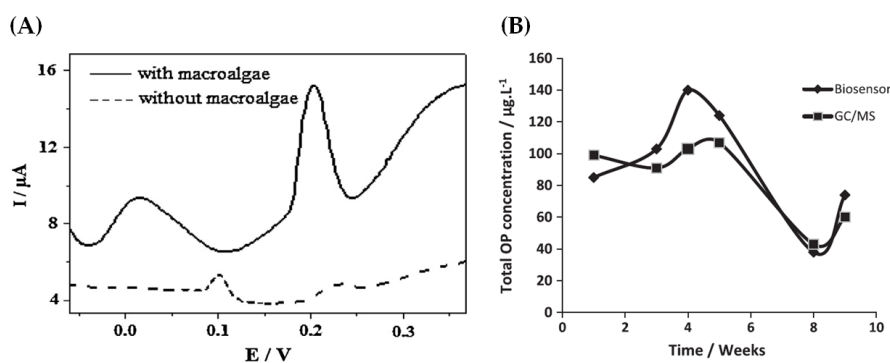 (A)
16
12
8
4
I / µA
with macroalgae
without macroalgae
0.0 0.1 0.2 0.3
E / V
(B)
160
140
120
100
80
60
40
20
0
Total OP concentration / µg.L-1
Biosensor
GC/MS
0 2 4 6 8 10
Time / Weeks